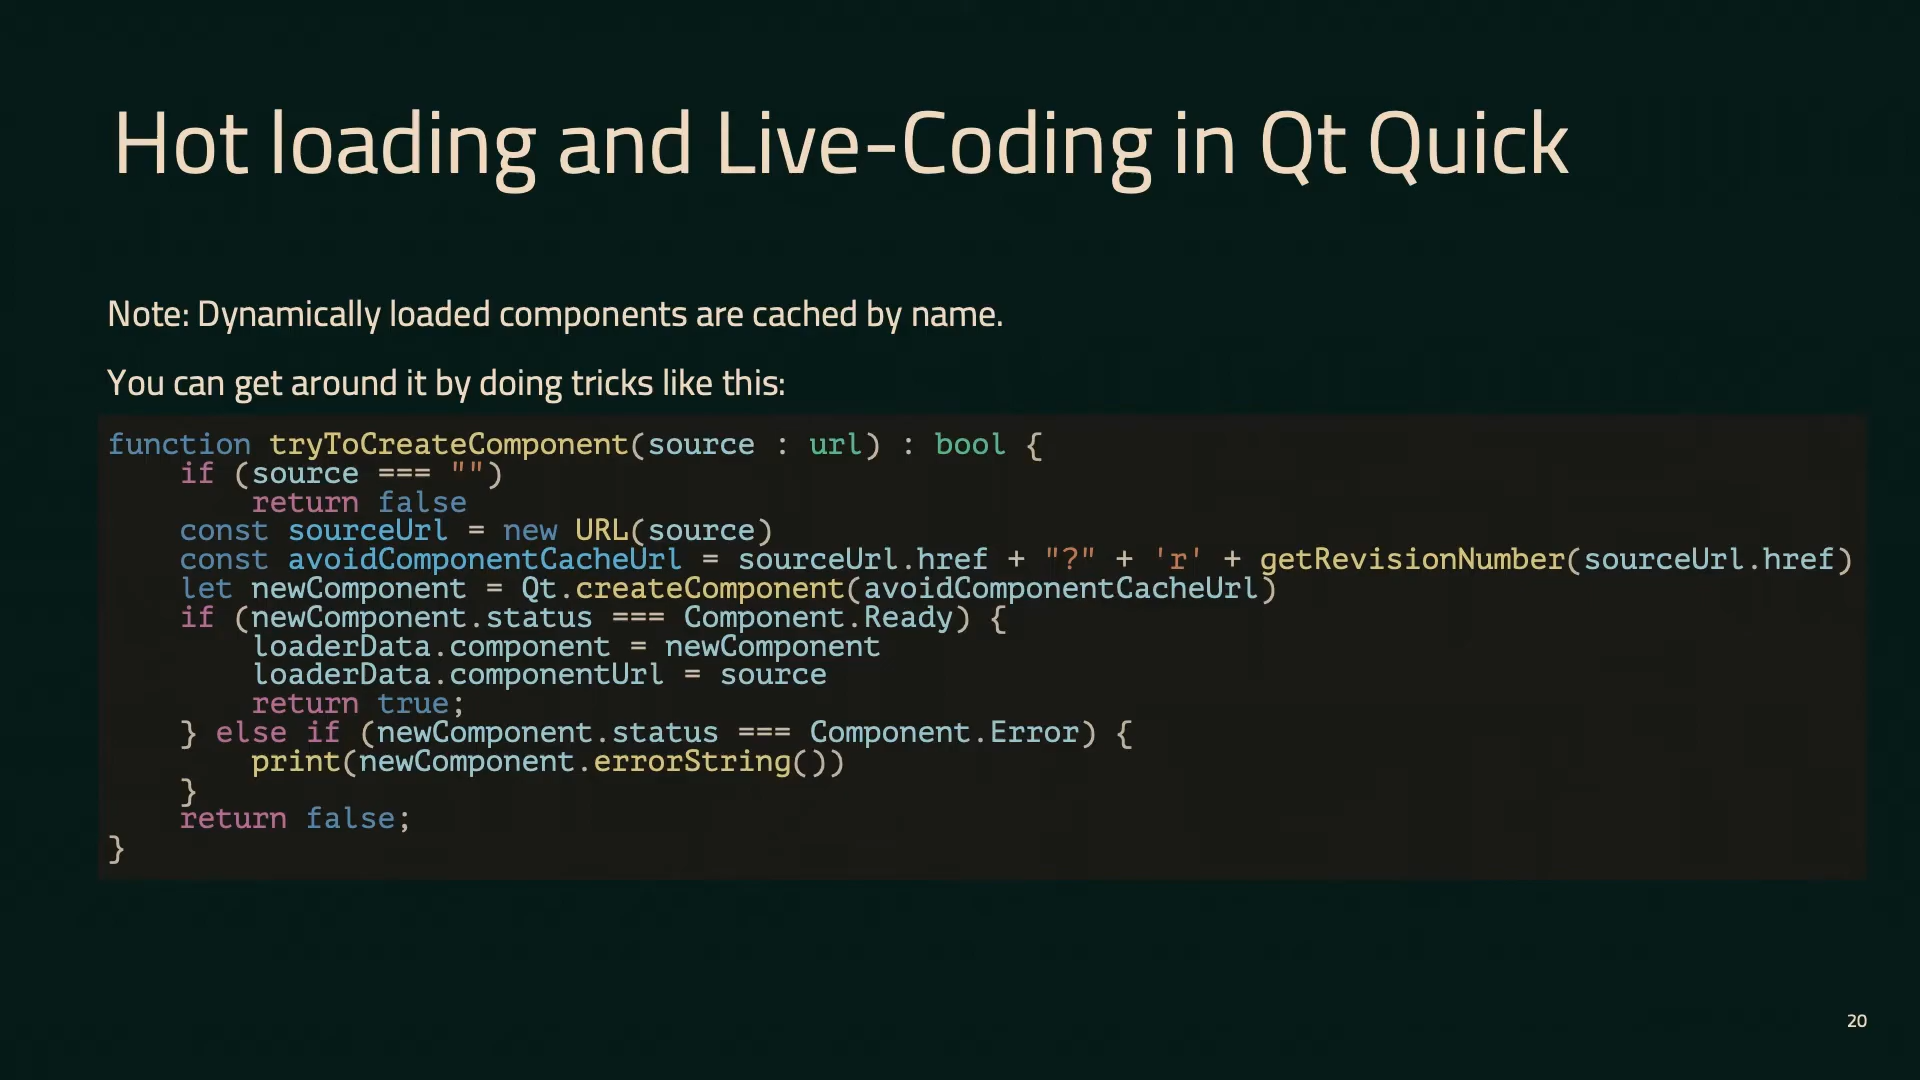 Hot loading and Live-Coding in Qt Quick
Note: Dynamically loaded components are cached by name.
You can get around it by doing tricks like this:
function tryToCreateComponent(source : url) : bool {
    if (source === "")
        return false
    const sourceUrl = new URL(source)
    const avoidComponentCacheUrl = sourceUrl.href + "?" + 'r' + getRevisionNumber(sourceUrl.href)
    let newComponent = Qt.createComponent(avoidComponentCacheUrl)
    if (newComponent.status === Component.Ready) {
        loaderData.component = newComponent
        loaderData.componentUrl = source
        return true;
    } else if (newComponent.status === Component.Error) {
        print(newComponent.errorString())
    }
    return false;
}
20